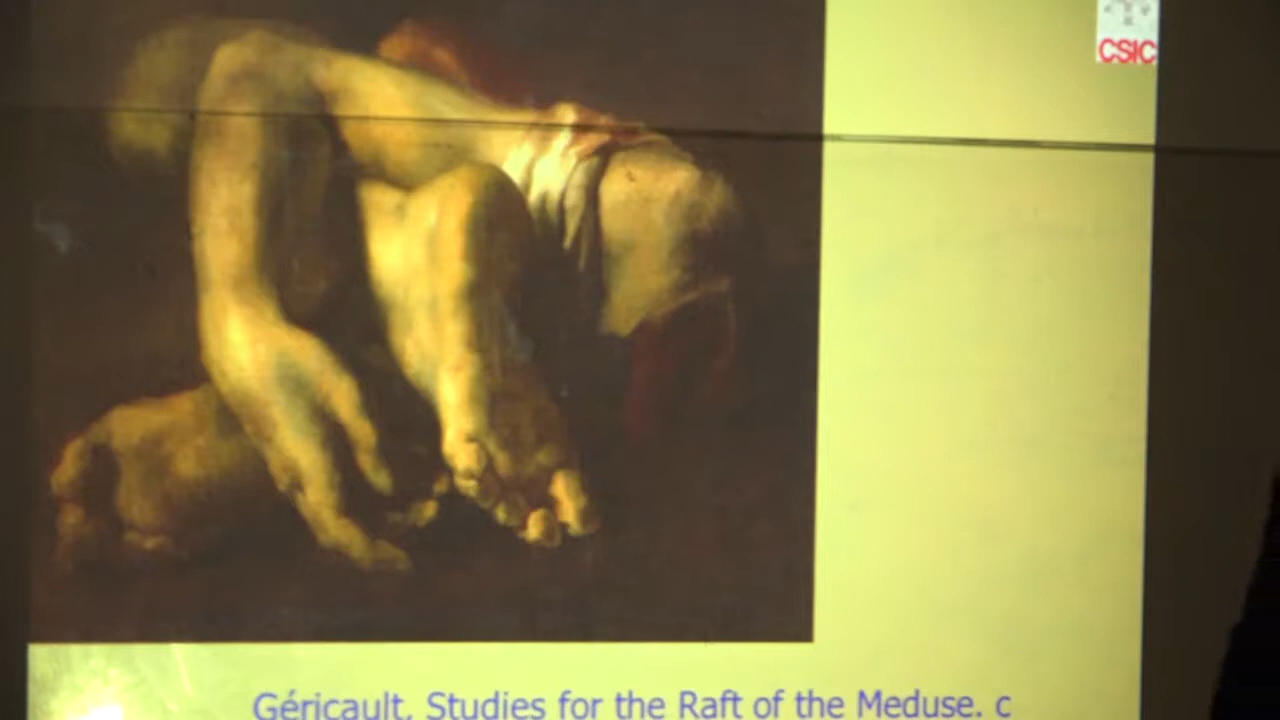 CSIC
Géricault, Studies for the Raft of the Meduse. c